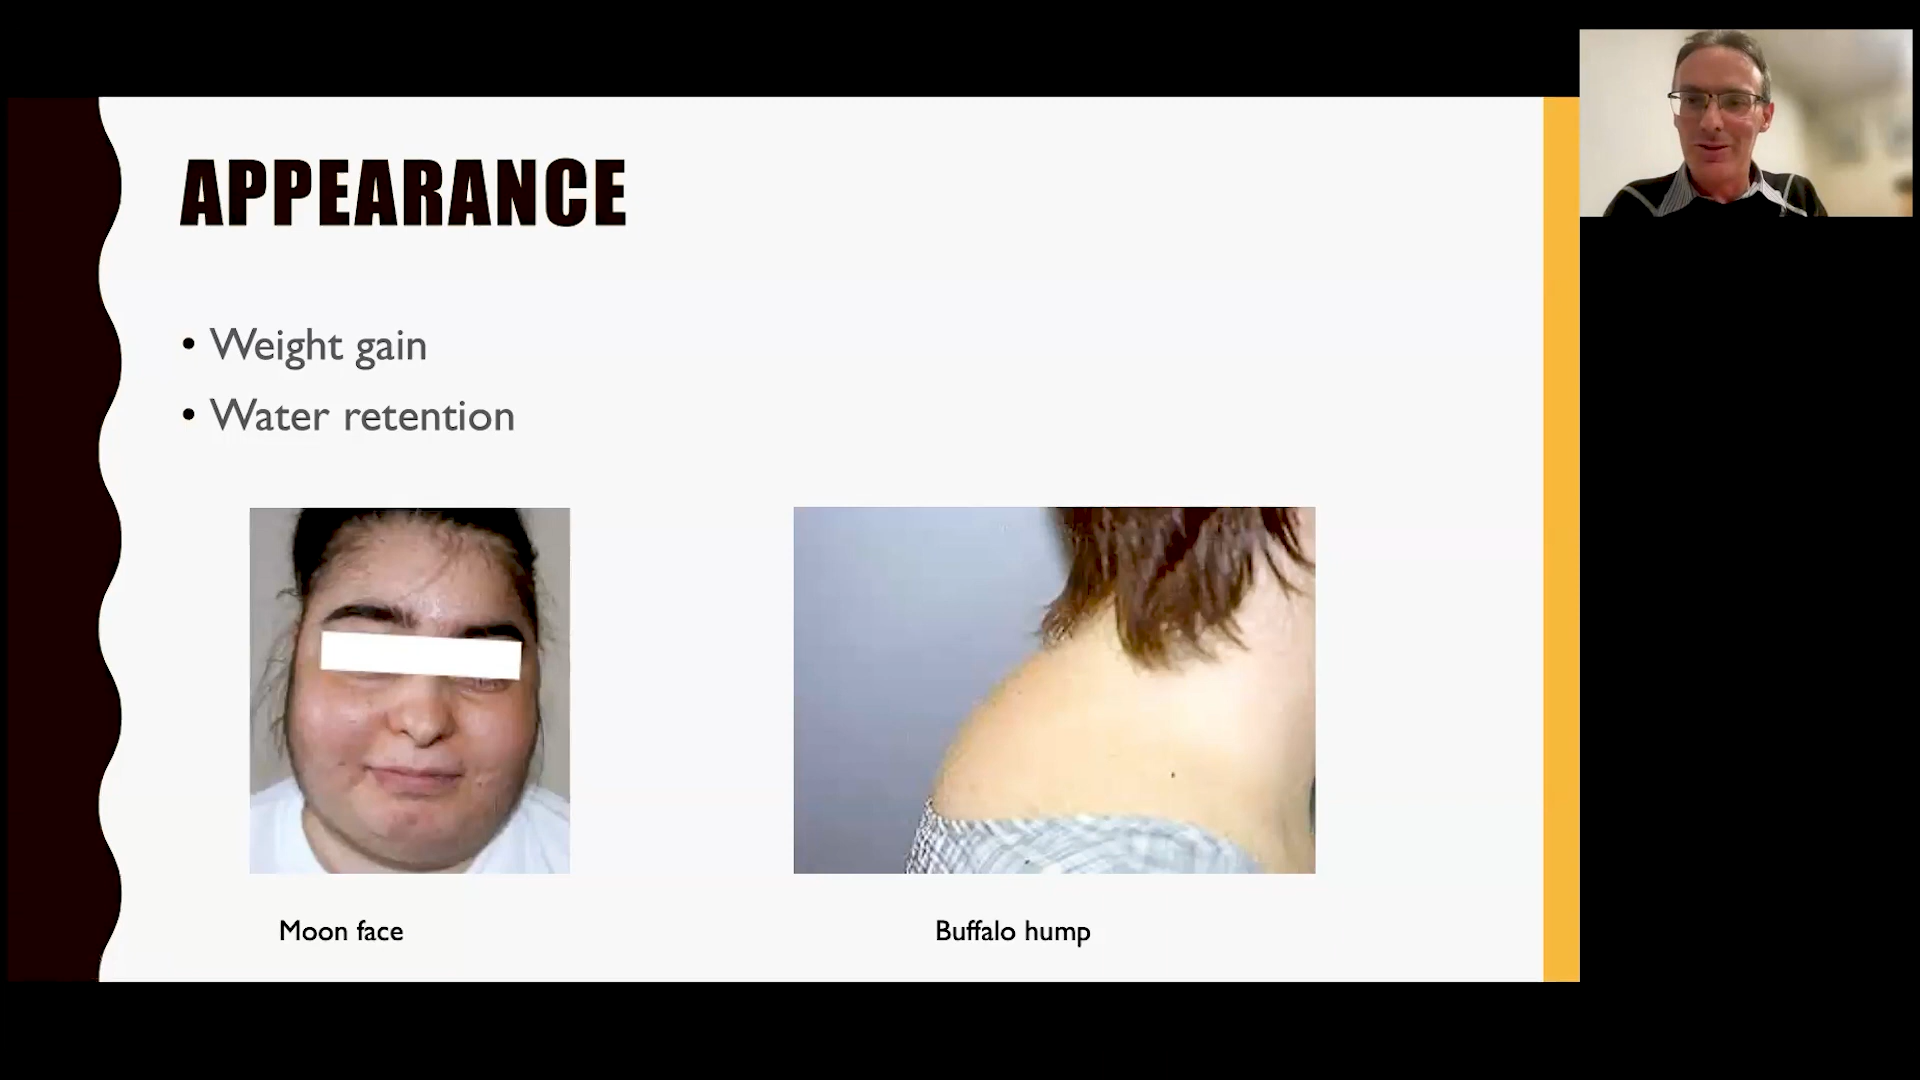 APPEARANCE
• Weight gain
• Water retention
Moon face
Buffalo hump